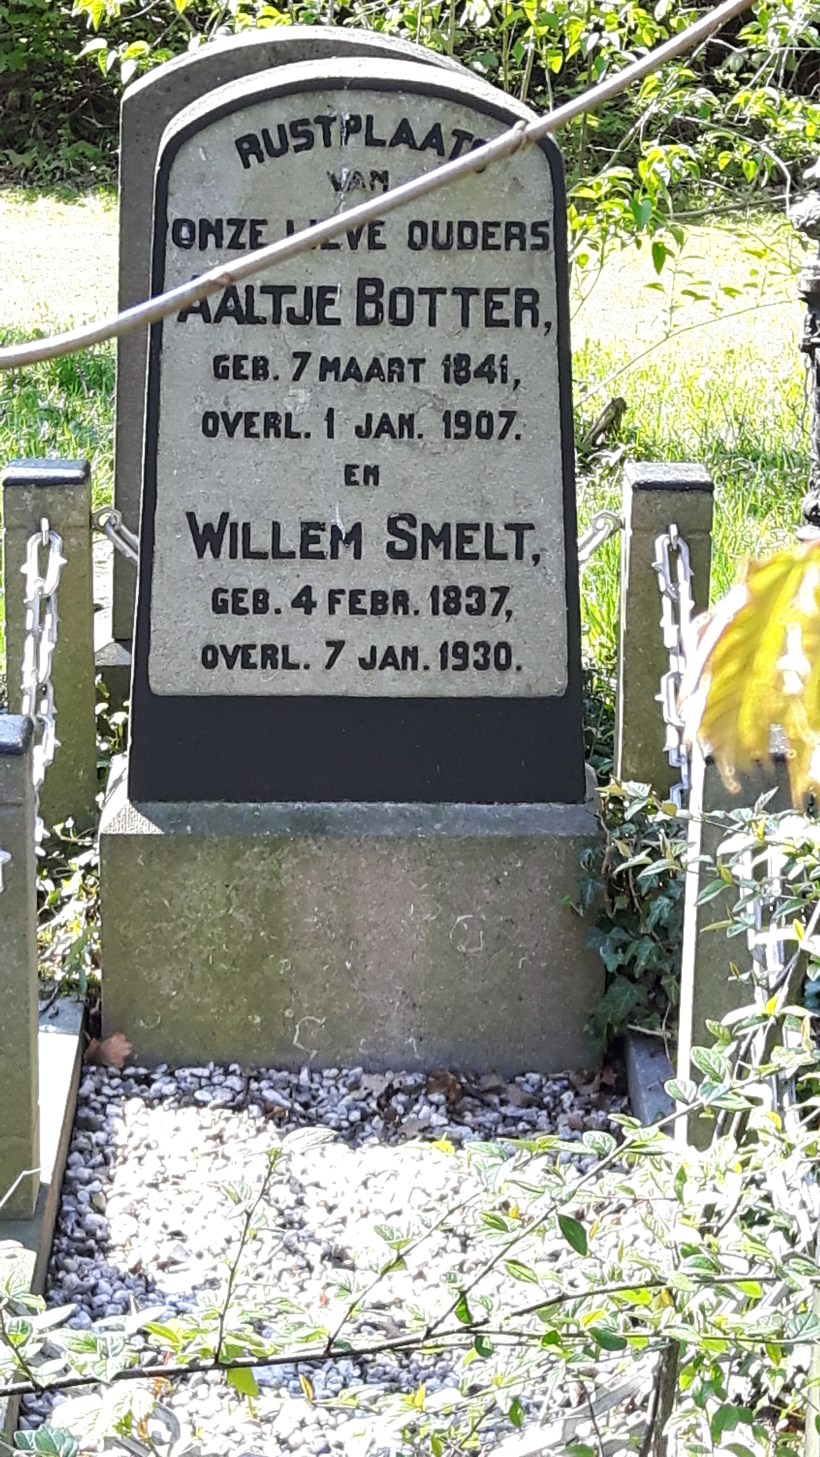 RUSTPLAATS
VAN
ONZE LIEVE OUDERS
AALTJE BOTTER,
GEB. 7 MAART 1841,
OVERL. 1 JAN. 1907.
EN
WILLEM SMELT,
GEB. 4 FEBR. 1837,
OVERL. 7 JAN. 1930.